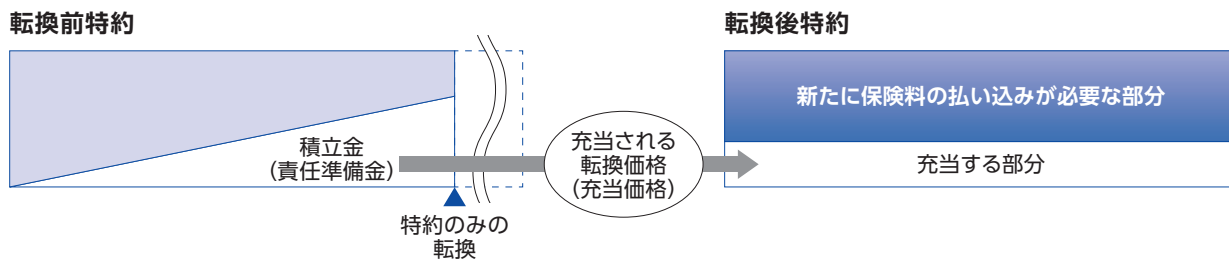 転換前特約
転換後特約
新たに保険料の払い込みが必要な部分
積立金
(責任準備金)
充当される
転換価格
(充当価格)
充当する部分
特約のみの
転換